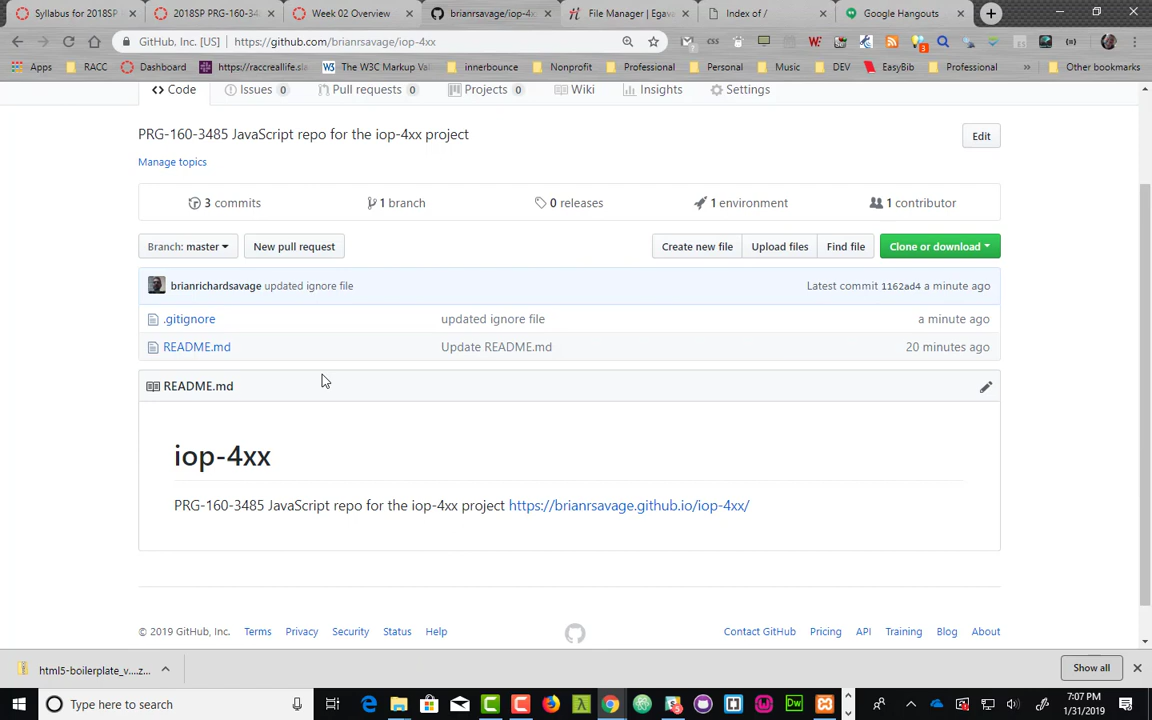 Syllabus for 2018SP
2018SP PRG-160-34
Week 02 Overview
brianrsavage/iop-4x
File Manager | Egav
Index of /
Google Hangouts
GitHub, Inc. [US] | https://github.com/brianrsavage/iop-4xx
Apps RACC Dashboard https://raccreallife.sla The W3C Markup Val innerbounce Nonprofit Professional Personal Music DEV EasyBib Professional » Other bookmarks
Code Issues 0 Pull requests 0 Projects 0 Wiki Insights Settings
PRG-160-3485 JavaScript repo for the iop-4xx project
Edit
Manage topics
3 commits 1 branch 0 releases 1 environment 1 contributor
Branch: master New pull request Create new file Upload files Find file Clone or download
brianrichardsavage updated ignore file Latest commit 1162ad4 a minute ago
.gitignore updated ignore file a minute ago
README.md Update README.md 20 minutes ago
README.md
iop-4xx
PRG-160-3485 JavaScript repo for the iop-4xx project https://brianrsavage.github.io/iop-4xx/
© 2019 GitHub, Inc. Terms Privacy Security Status Help Contact GitHub Pricing API Training Blog About
html5-boilerplate_v....z... Show all
Type here to search
7:07 PM
1/31/2019